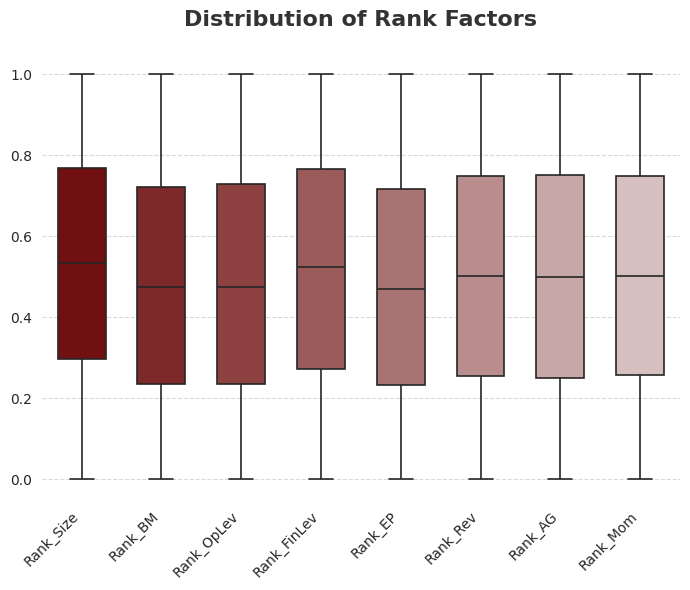 Distribution of Rank Factors
1.0
0.8
0.6
0.4
0.2
0.0
Rank_Size
Rank_BM
Rank_OpLev
Rank_FinLev
Rank_EP
Rank_Rev
Rank_AG
Rank_Mom